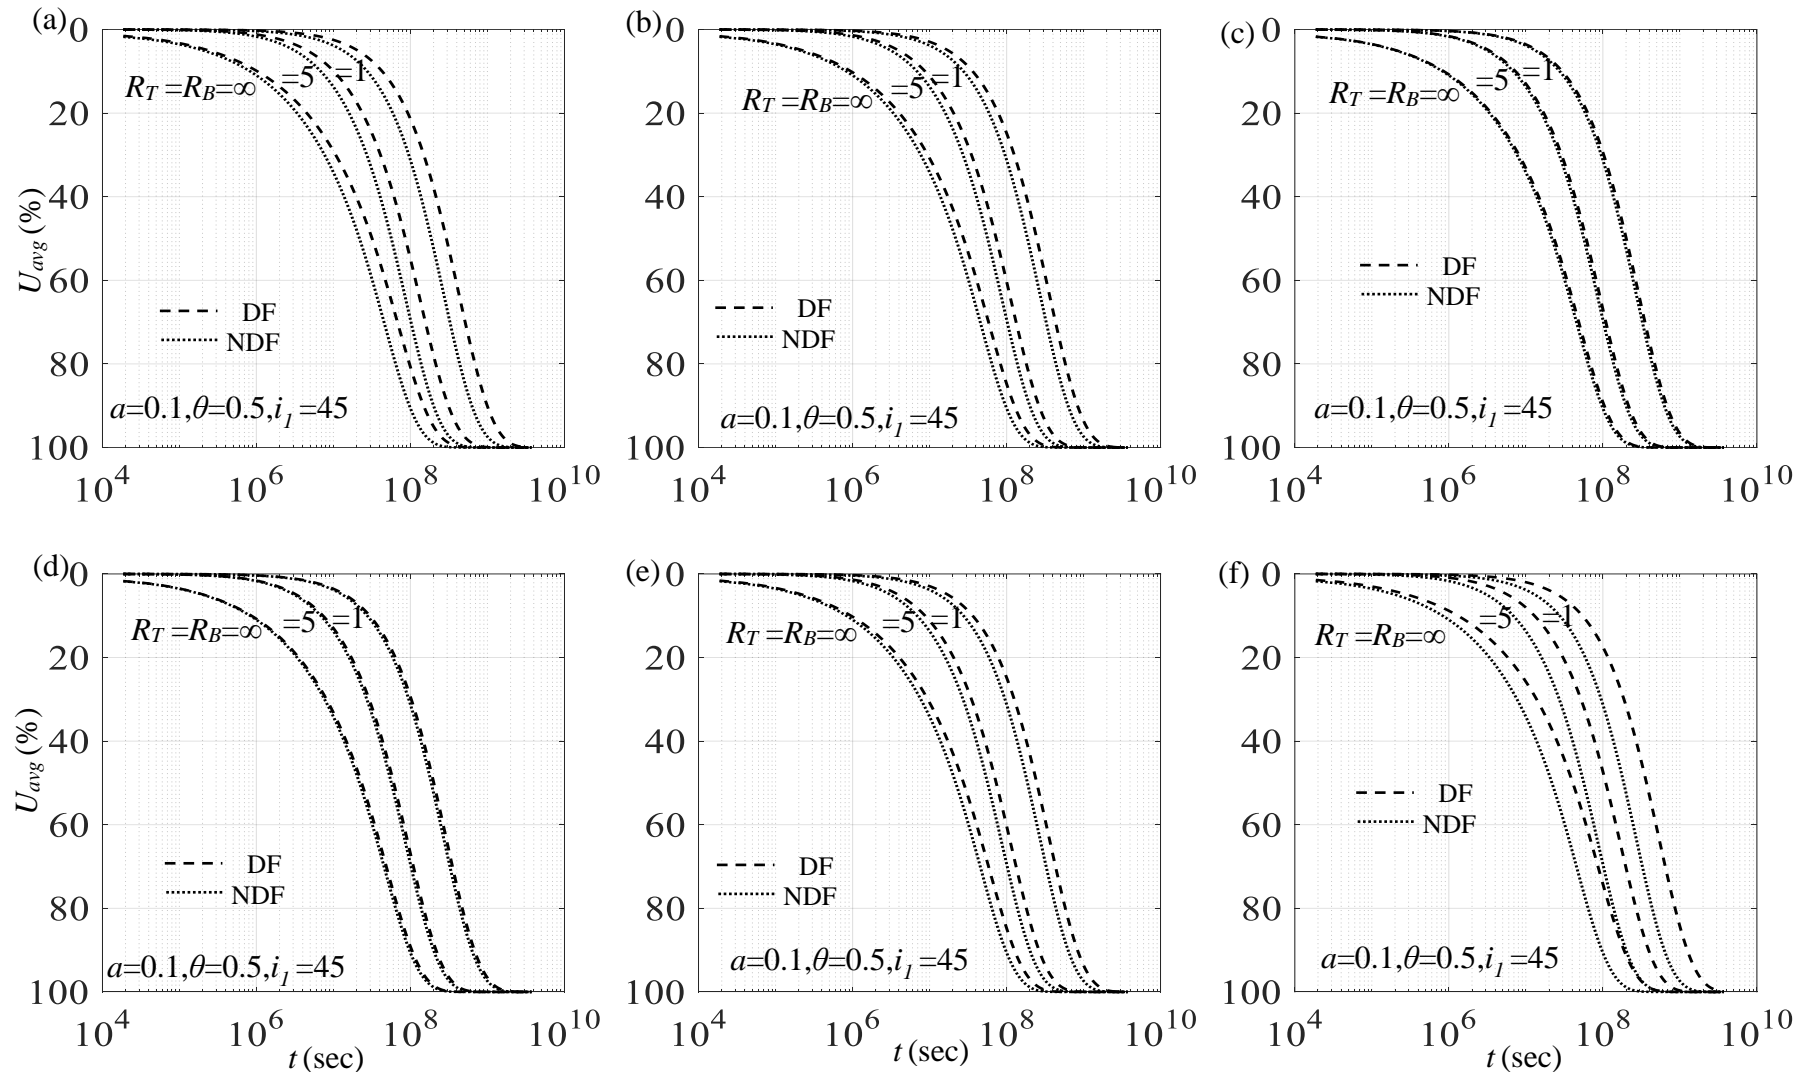 (a)
0
20
40
60
80
100
U_avg (%)
R_T =R_B=∞
=5
=1
DF
NDF
a=0.1,θ=0.5,i_1 =45
10^4
10^6
10^8
10^10
(b)
0
20
40
60
80
100
R_T =R_B=∞
=5
=1
DF
NDF
a=0.1,θ=0.5,i_1 =45
10^4
10^6
10^8
10^10
(c)
0
20
40
60
80
100
R_T =R_B=∞
=5
=1
DF
NDF
a=0.1,θ=0.5,i_1 =45
10^4
10^6
10^8
10^10
(d)
0
20
40
60
80
100
U_avg (%)
R_T =R_B=∞
=5
=1
DF
NDF
a=0.1,θ=0.5,i_1 =45
10^4
10^6
10^8
10^10
t (sec)
(e)
0
20
40
60
80
100
R_T =R_B=∞
=5
=1
DF
NDF
a=0.1,θ=0.5,i_1 =45
10^4
10^6
10^8
10^10
t (sec)
(f)
0
20
40
60
80
100
R_T =R_B=∞
=5
=1
DF
NDF
a=0.1,θ=0.5,i_1 =45
10^4
10^6
10^8
10^10
t (sec)